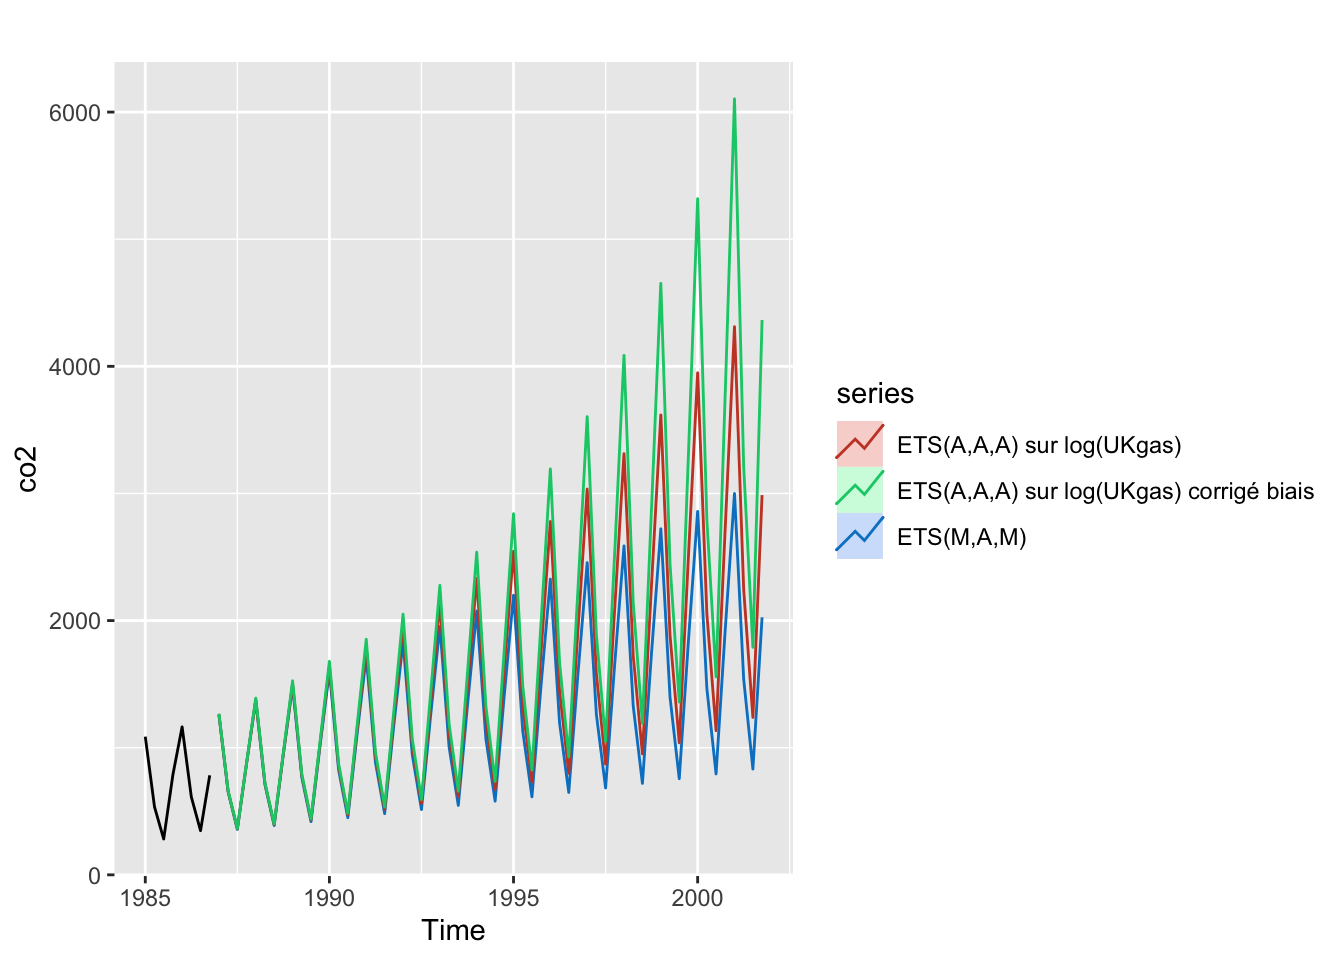 6000
4000
2000
0
co2
1985
1990
1995
2000
Time
series
ETS(A,A,A) sur log(UKgas)
ETS(A,A,A) sur log(UKgas) corrigé biais
ETS(M,A,M)